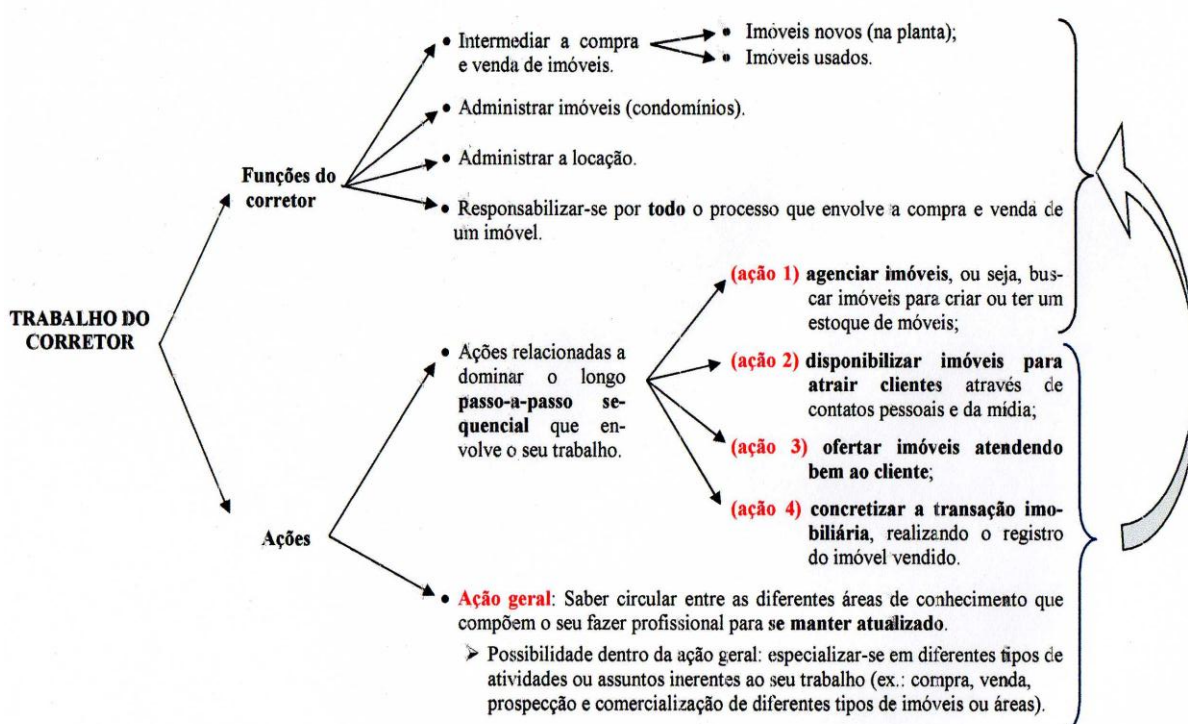 • Intermediar a compra
e venda de imóveis.
• Imóveis novos (na planta);
• Imóveis usados.
• Administrar imóveis (condomínios).
• Administrar a locação.
Funções do
corretor
• Responsabilizar-se por todo o processo que envolve a compra e venda de
um imóvel.
TRABALHO DO
CORRETOR
• Ações relacionadas a
dominar o longo
passo-a-passo se-
quencial que en-
volve o seu trabalho.
(ação 1) agenciar imóveis, ou seja, bus-
car imóveis para criar ou ter um
estoque de móveis;
(ação 2) disponibilizar imóveis para
atrair clientes através de
contatos pessoais e da mídia;
(ação 3) ofertar imóveis atendendo
bem ao cliente;
(ação 4) concretizar a transação imo-
biliária, realizando o registro
do imóvel vendido.
Ações
• Ação geral: Saber circular entre as diferentes áreas de conhecimento que
compõem o seu fazer profissional para se manter atualizado.
➢ Possibilidade dentro da ação geral: especializar-se em diferentes tipos de
atividades ou assuntos inerentes ao seu trabalho (ex.: compra, venda,
prospecção e comercialização de diferentes tipos de imóveis ou áreas).